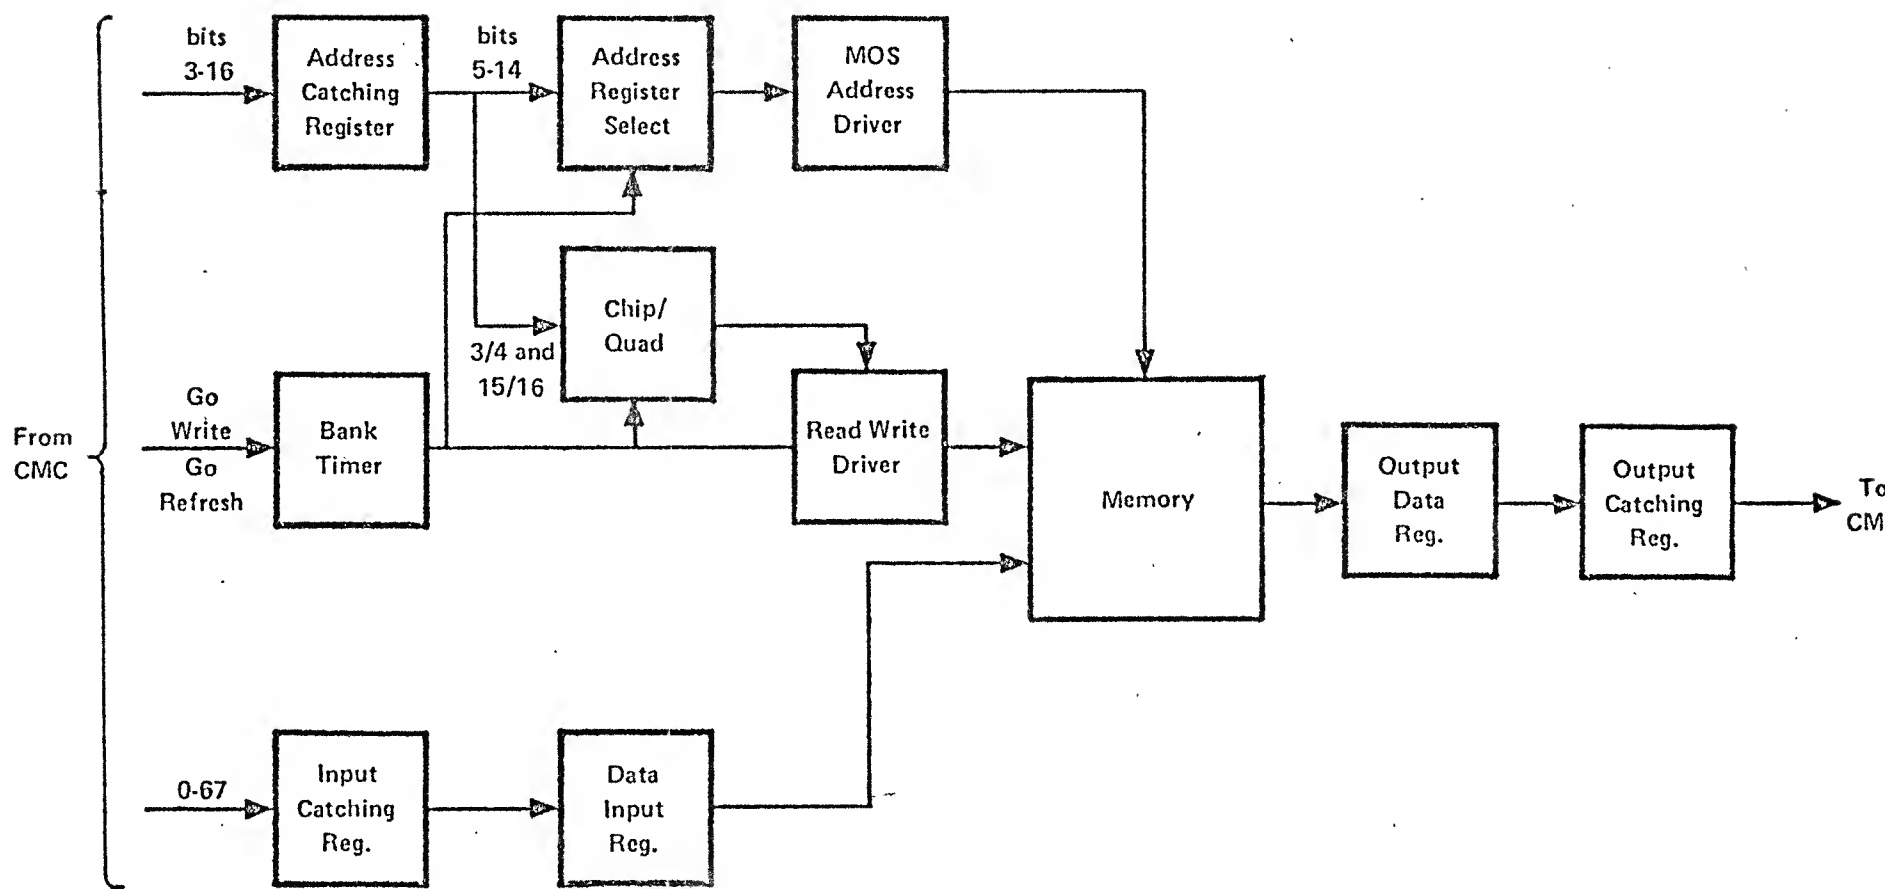 bits
3-16
Address
Catching
Register
bits
5-14
Address
Register
Select
MOS
Address
Driver
Chip/
Quad
3/4 and
15/16
From
CMC
Go
Write
Go
Refresh
Bank
Timer
Read Write
Driver
Memory
Output
Data
Reg.
Output
Catching
Reg.
To
CM
0-67
Input
Catching
Reg.
Data
Input
Reg.